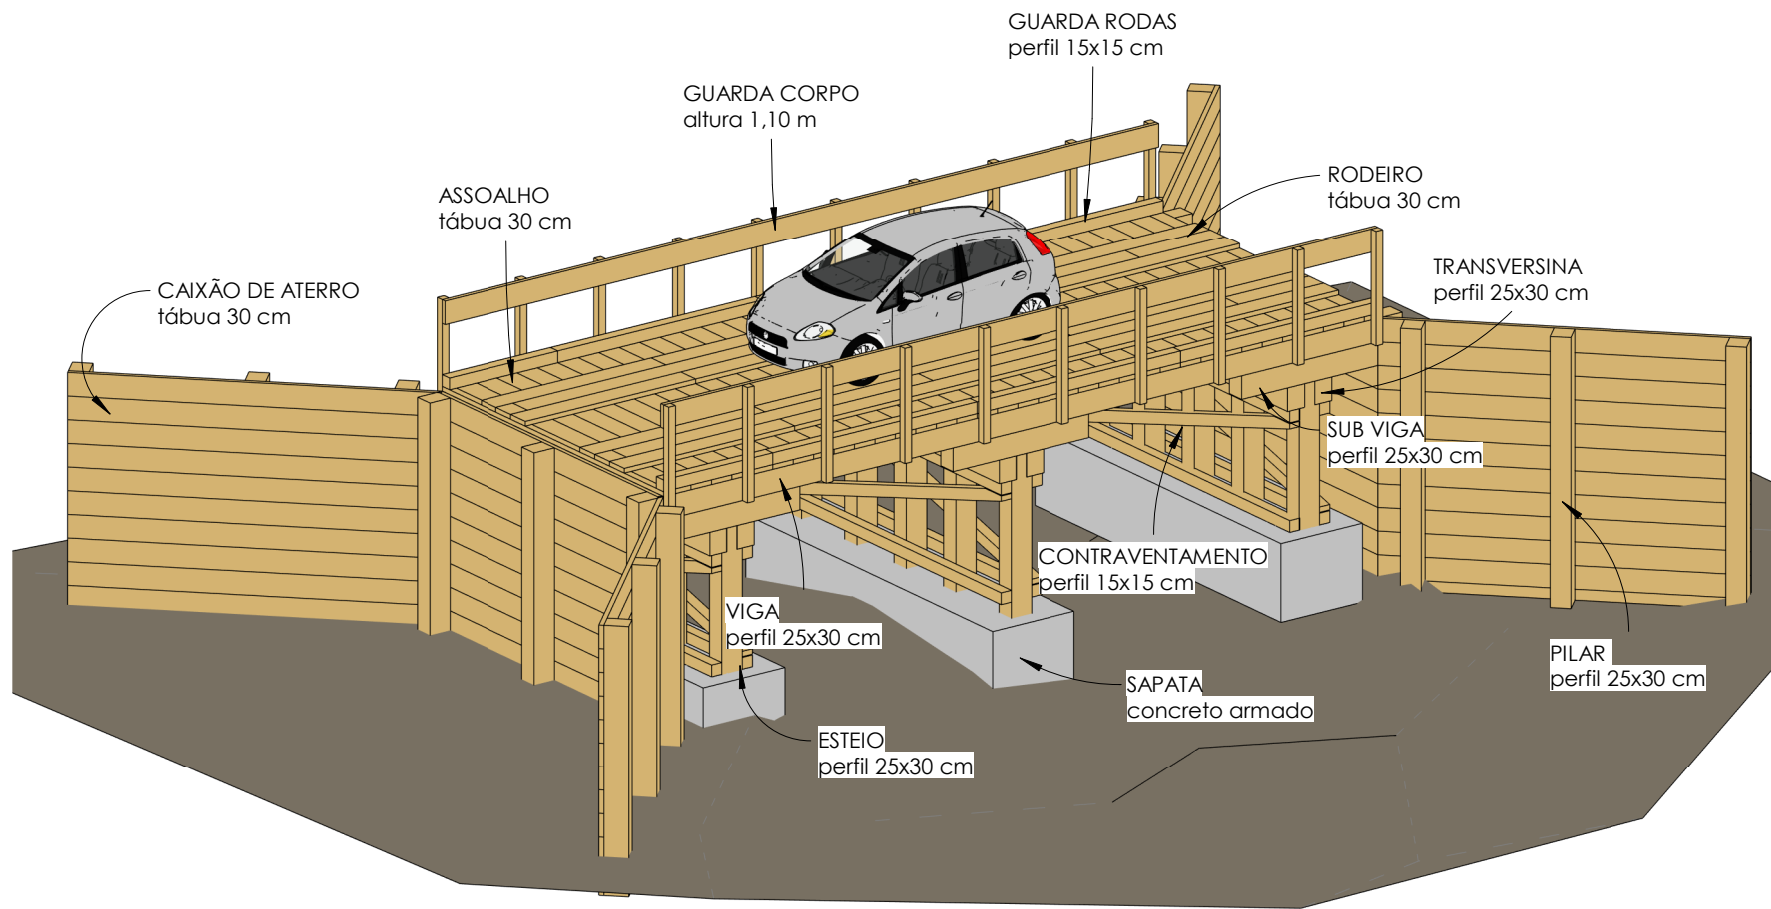 GUARDA RODAS
perfil 15x15 cm
GUARDA CORPO
altura 1,10 m
ASSOALHO
tábua 30 cm
RODEIRO
tábua 30 cm
CAIXÃO DE ATERRO
tábua 30 cm
TRANSVERSINA
perfil 25x30 cm
SUB VIGA
perfil 25x30 cm
CONTRAVENTAMENTO
perfil 15x15 cm
VIGA
perfil 25x30 cm
PILAR
perfil 25x30 cm
SAPATA
concreto armado
ESTEIO
perfil 25x30 cm